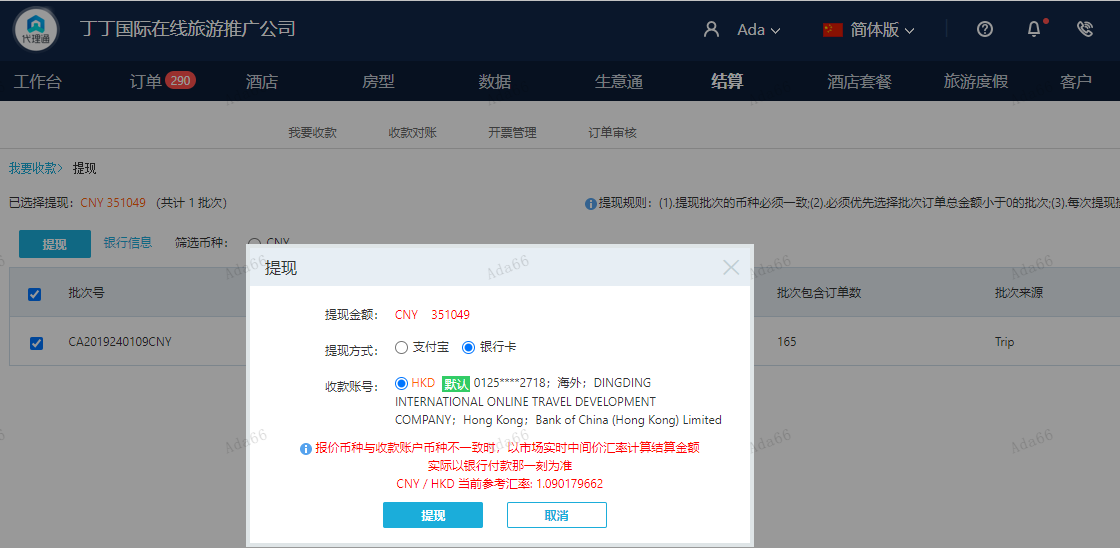 代理通
丁丁国际在线旅游推广公司
Ada
简体版
工作台
订单 290
酒店
房型
数据
生意通
结算
酒店套餐
旅游度假
客户
我要收款
收款对账
开票管理
订单审核
我要收款> 提现
已选择提现：CNY 351049 （共计 1 批次）
提现规则：(1).提现批次的币种必须一致;(2).必须优先选择批次订单总金额小于0的批次;(3).每次提现
提现
银行信息
筛选币种：
CNY
批次号
批次包含订单数
批次来源
CA2019240109CNY
165
Trip
提现
提现金额： CNY 351049
提现方式： 支付宝 银行卡
收款账号： HKD 默认 0125****2718；海外；DINGDING
INTERNATIONAL ONLINE TRAVEL DEVELOPMENT
COMPANY；Hong Kong；Bank of China (Hong Kong) Limited
报价币种与收款账户币种不一致时，以市场实时中间价汇率计算结算金额
实际以银行付款那一刻为准
CNY / HKD 当前参考汇率: 1.090179662
提现
取消
Ada66
Ada66
Ada66
Ada66
Ada66
Ada66
Ada66